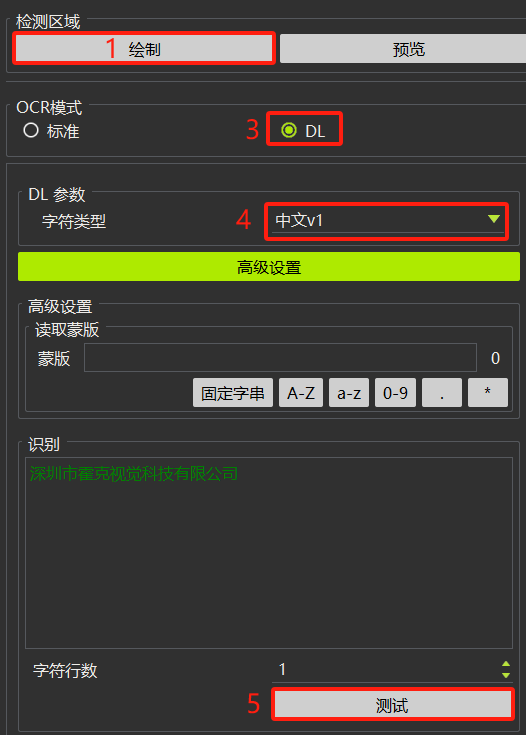 检测区域
1 绘制 预览
OCR模式
标准 3 DL
DL 参数
字符类型 4 中文v1
高级设置
高级设置
读取蒙版
蒙版 0
固定字串 A-Z a-z 0-9 . *
识别
深圳市霍克视觉科技有限公司
字符行数 1
5 测试